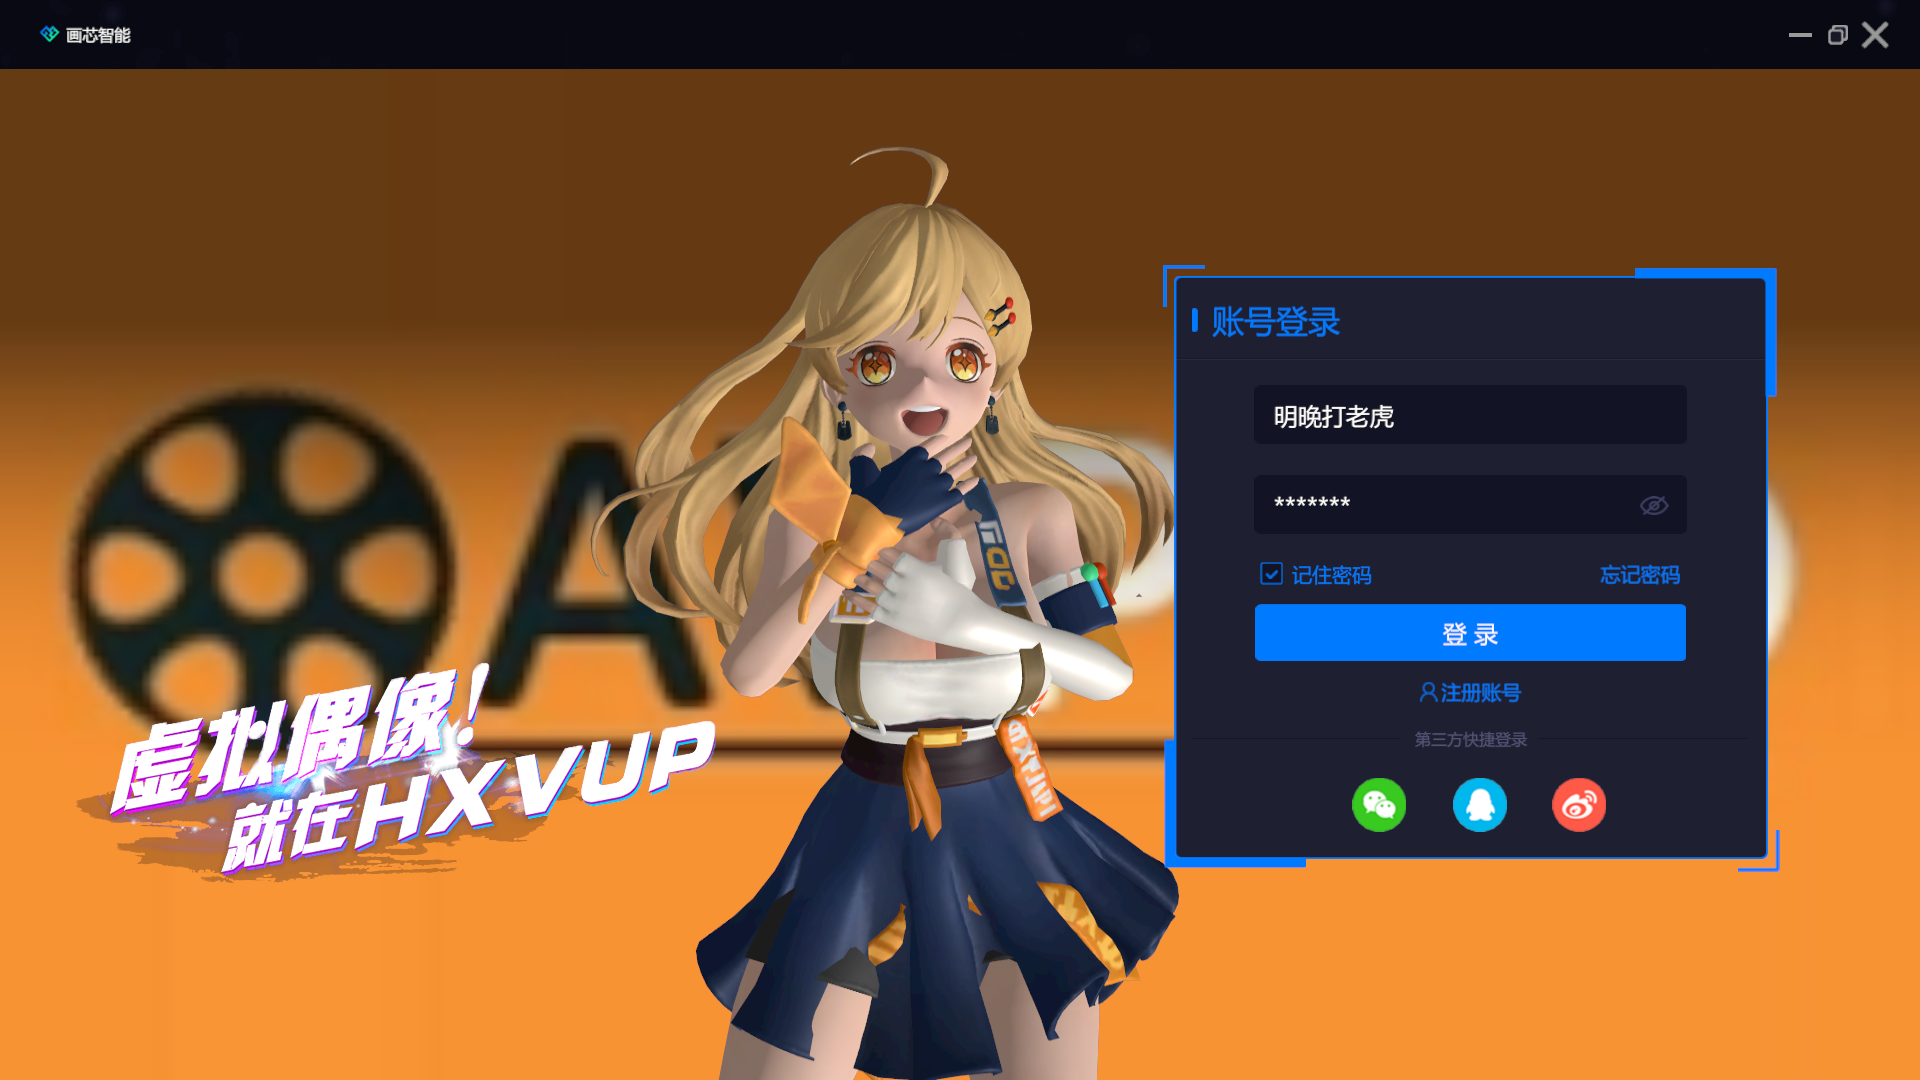 画芯智能
账号登录
明晚打老虎
*******
记住密码 忘记密码
登录
注册账号
第三方快捷登录
虚拟偶像!
就在HXVUP